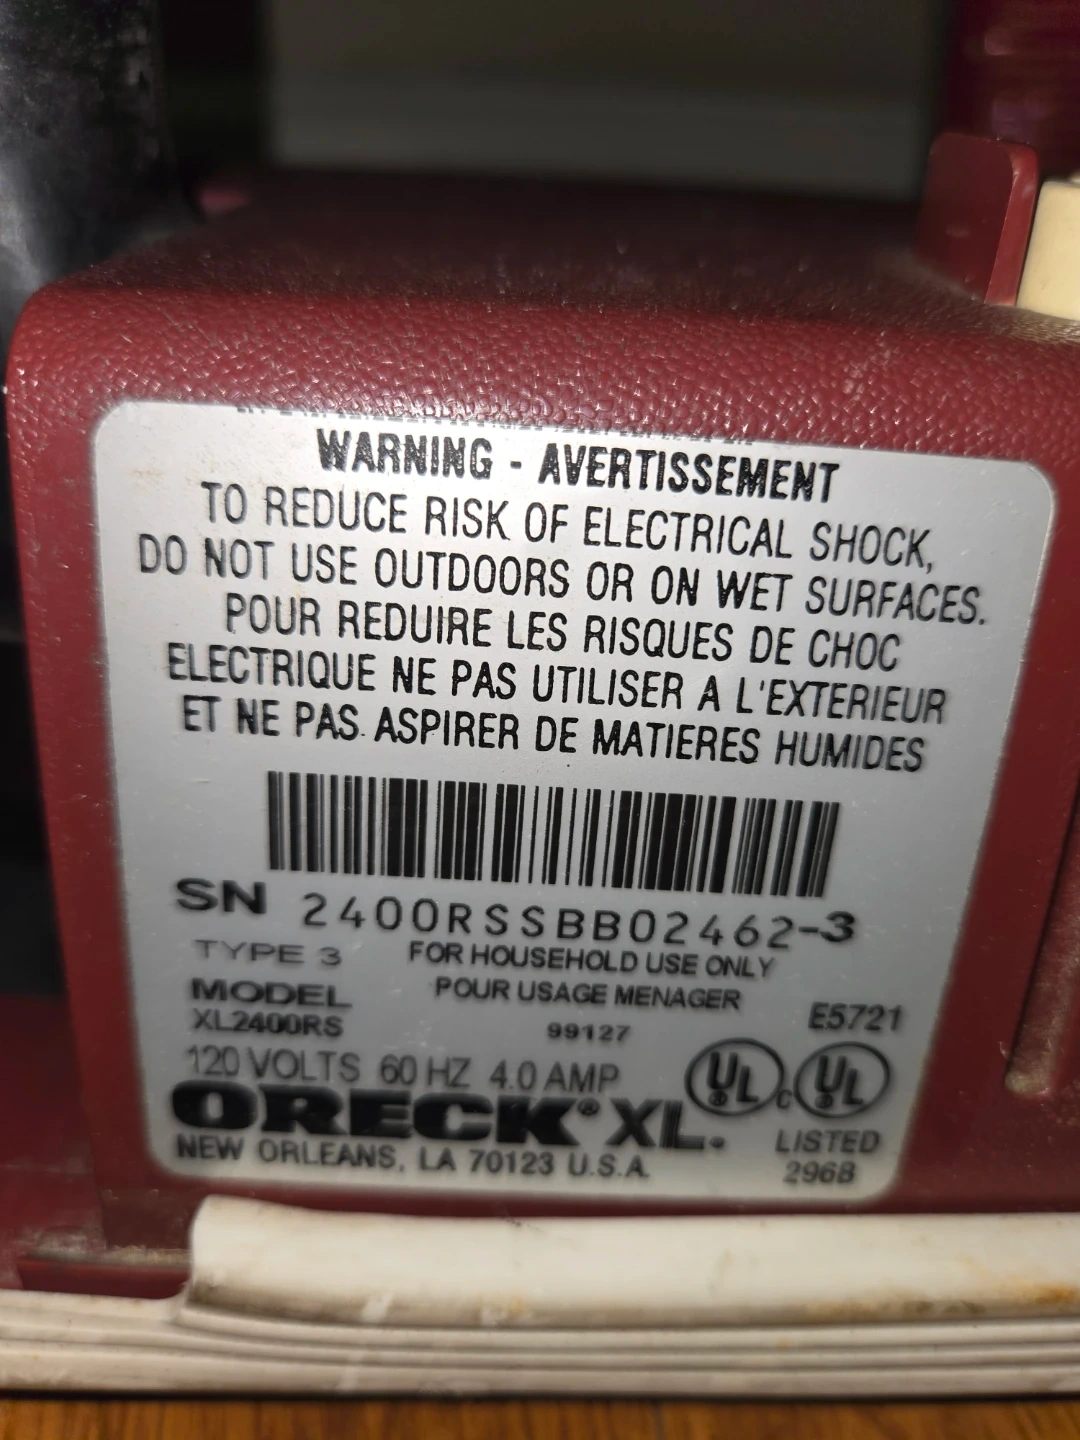 WARNING - AVERTISSEMENT
TO REDUCE RISK OF ELECTRICAL SHOCK,
DO NOT USE OUTDOORS OR ON WET SURFACES.
POUR REDUIRE LES RISQUES DE CHOC
ELECTRIQUE NE PAS UTILISER A L'EXTERIEUR
ET NE PAS ASPIRER DE MATIERES HUMIDES
SN 2400RSSBB02462-3
TYPE 3 FOR HOUSEHOLD USE ONLY
MODEL POUR USAGE MENAGER
XL2400RS 99127 E5721
120 VOLTS 60 HZ 4.0 AMP
UL ® C UL ®
ORECK® XL.
LISTED
NEW ORLEANS, LA 70123 U.S.A.
296B